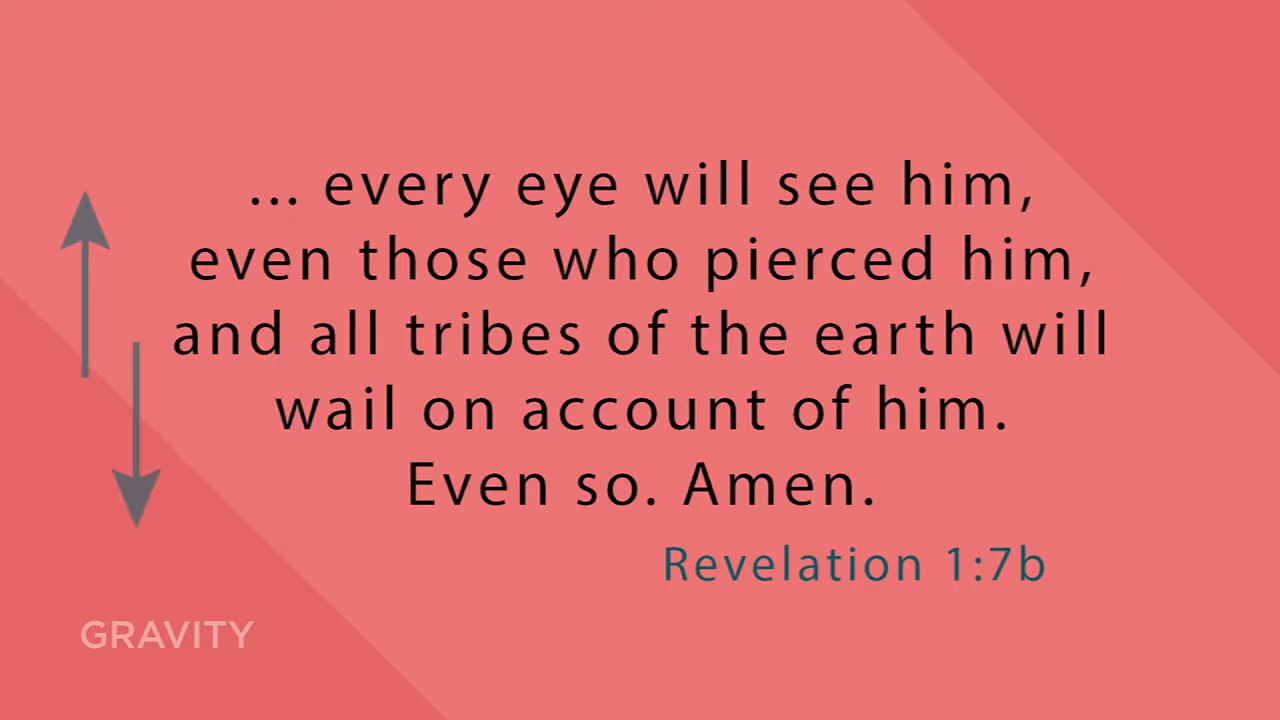 ... every eye will see him,
even those who pierced him,
and all tribes of the earth will
wail on account of him.
Even so. Amen.
Revelation 1:7b
GRAVITY